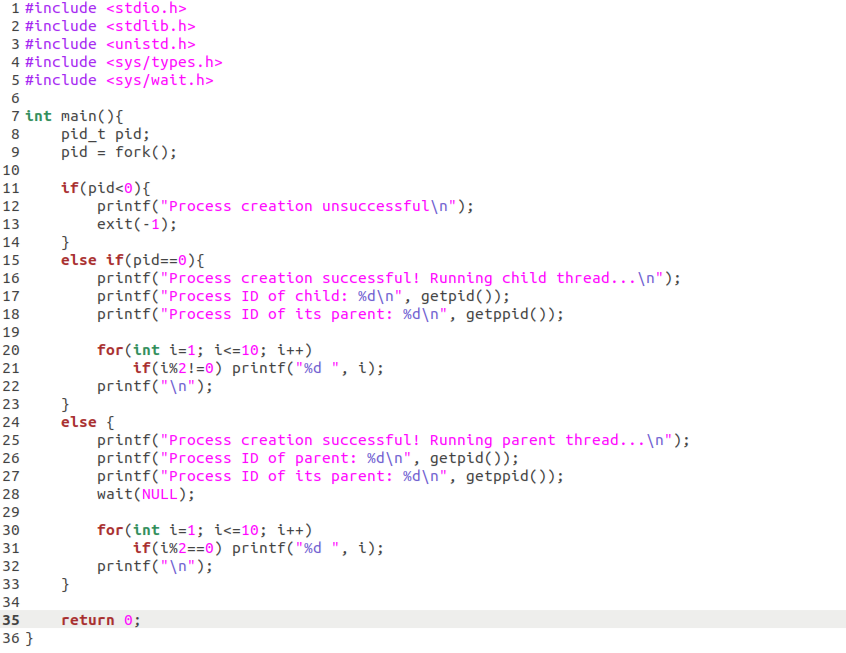 1 #include <stdio.h>
2 #include <stdlib.h>
3 #include <unistd.h>
4 #include <sys/types.h>
5 #include <sys/wait.h>
6
7 int main(){
8     pid_t pid;
9     pid = fork();
10
11     if(pid<0){
12         printf("Process creation unsuccessful\n");
13         exit(-1);
14     }
15     else if(pid==0){
16         printf("Process creation successful! Running child thread...\n");
17         printf("Process ID of child: %d\n", getpid());
18         printf("Process ID of its parent: %d\n", getppid());
19
20         for(int i=1; i<=10; i++)
21             if(i%2!=0) printf("%d ", i);
22         printf("\n");
23     }
24     else {
25         printf("Process creation successful! Running parent thread...\n");
26         printf("Process ID of parent: %d\n", getpid());
27         printf("Process ID of its parent: %d\n", getppid());
28         wait(NULL);
29
30         for(int i=1; i<=10; i++)
31             if(i%2==0) printf("%d ", i);
32         printf("\n");
33     }
34
35     return 0;
36 }